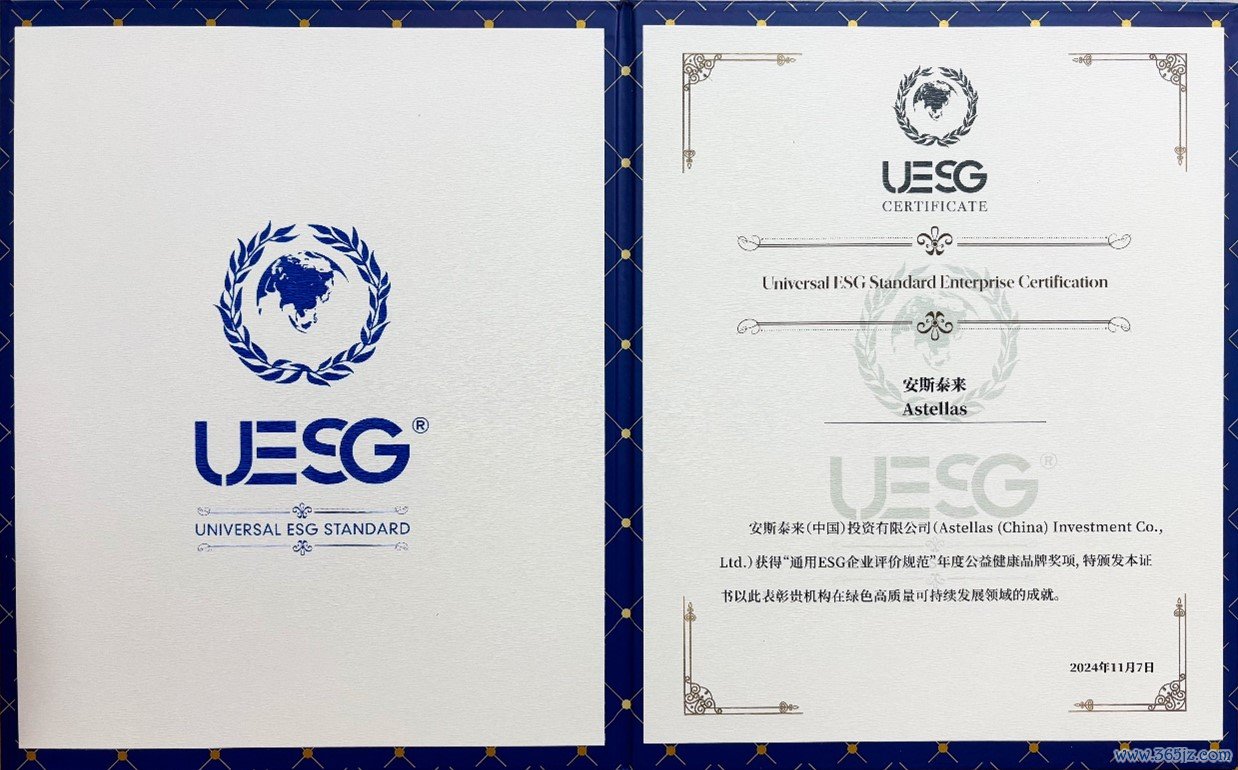 UESG®
UNIVERSAL ESG STANDARD
UESG
CERTIFICATE
Universal ESG Standard Enterprise Certification
安斯泰来
Astellas
UESG®
安斯泰来(中国)投资有限公司(Astellas (China) Investment Co.,
Ltd.)获得“通用ESG企业评价规范”年度公益健康品牌奖项,特颁发本证
书以此表彰贵机构在绿色高质量可持续发展领域的成就。
2024年11月7日
www.365jz.com